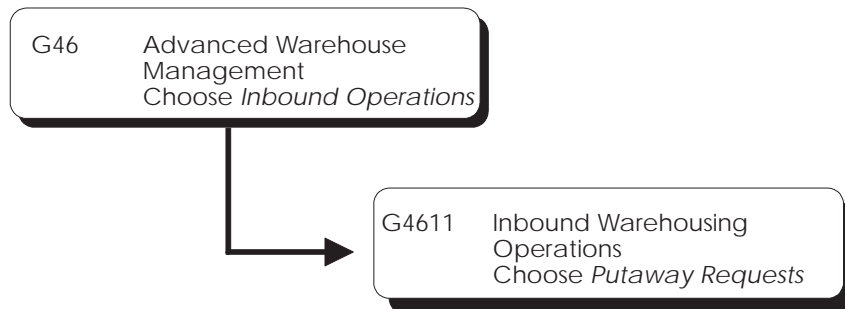 G46 Advanced Warehouse
Management
Choose Inbound Operations
G4611 Inbound Warehousing
Operations
Choose Putaway Requests